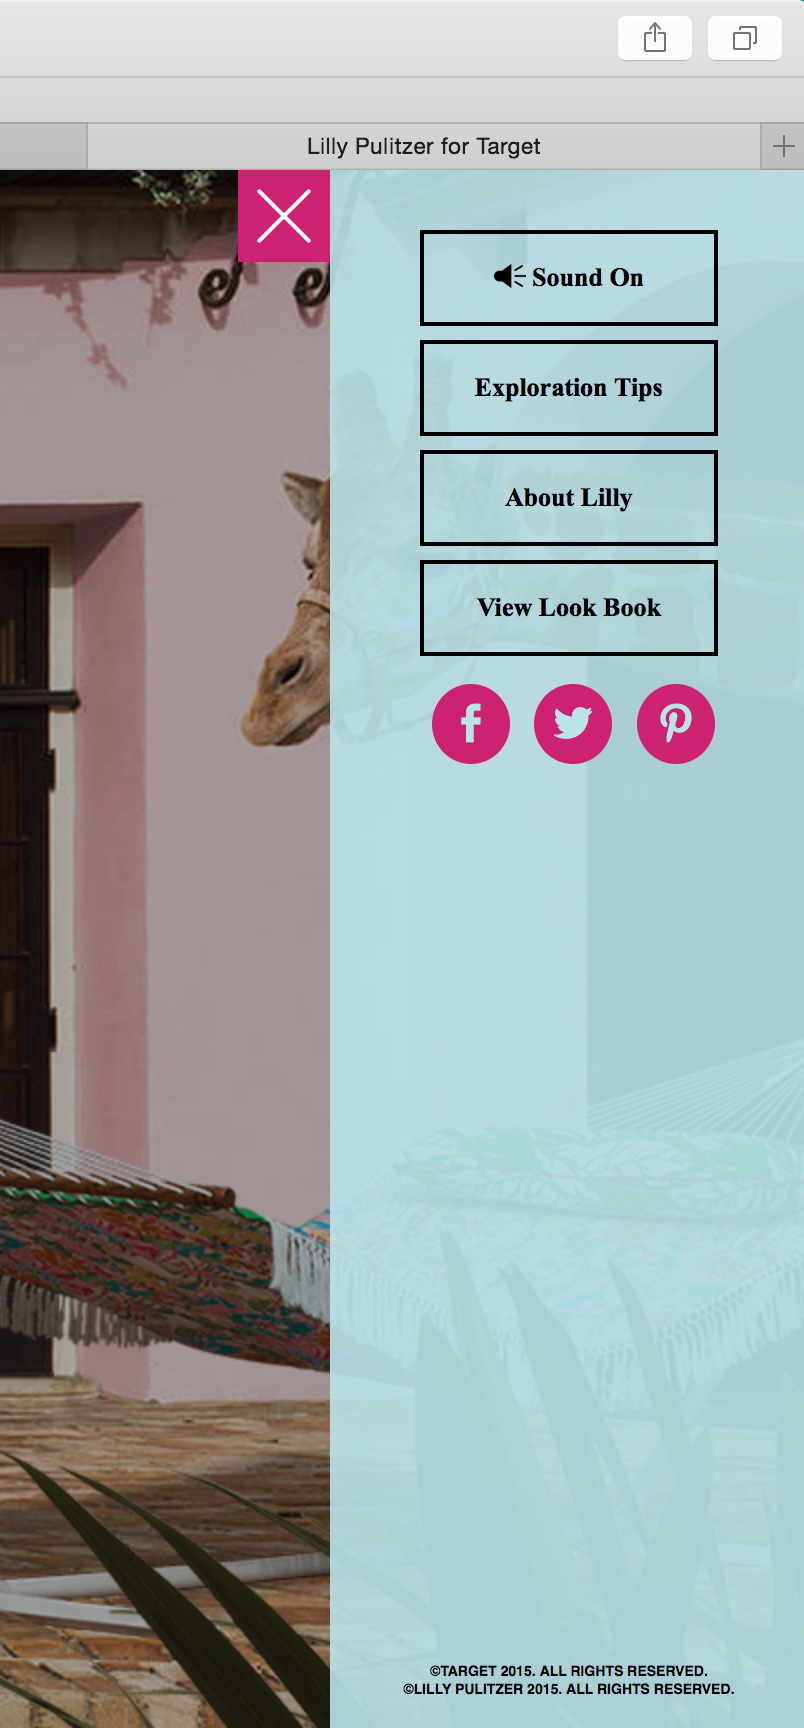 Lilly Pulitzer for Target
Sound On
Exploration Tips
About Lilly
View Look Book
©TARGET 2015. ALL RIGHTS RESERVED.
©LILLY PULITZER 2015. ALL RIGHTS RESERVED.